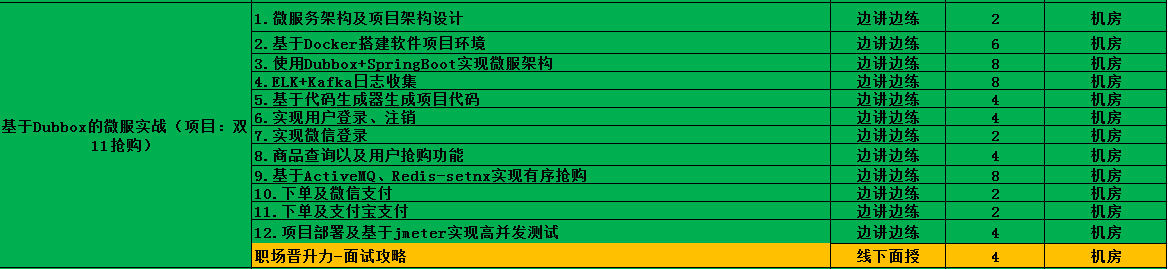 基于Dubbox的微服实战（项目：双
11抢购）
1.微服务架构及项目架构设计 边讲边练 2 机房
2.基于Docker搭建软件项目环境 边讲边练 6 机房
3.使用Dubbox+SpringBoot实现微服架构 边讲边练 8 机房
4.ELK+Kafka日志收集 边讲边练 8 机房
5.基于代码生成器生成项目代码 边讲边练 4 机房
6.实现用户登录、注销 边讲边练 4 机房
7.实现微信登录 边讲边练 2 机房
8.商品查询以及用户抢购功能 边讲边练 4 机房
9.基于ActiveMQ、Redis-setnx实现有序抢购 边讲边练 8 机房
10.下单及微信支付 边讲边练 2 机房
11.下单及支付宝支付 边讲边练 2 机房
12.项目部署及基于jmeter实现高并发测试 边讲边练 4 机房
职场晋升力-面试攻略 线下面授 4 机房